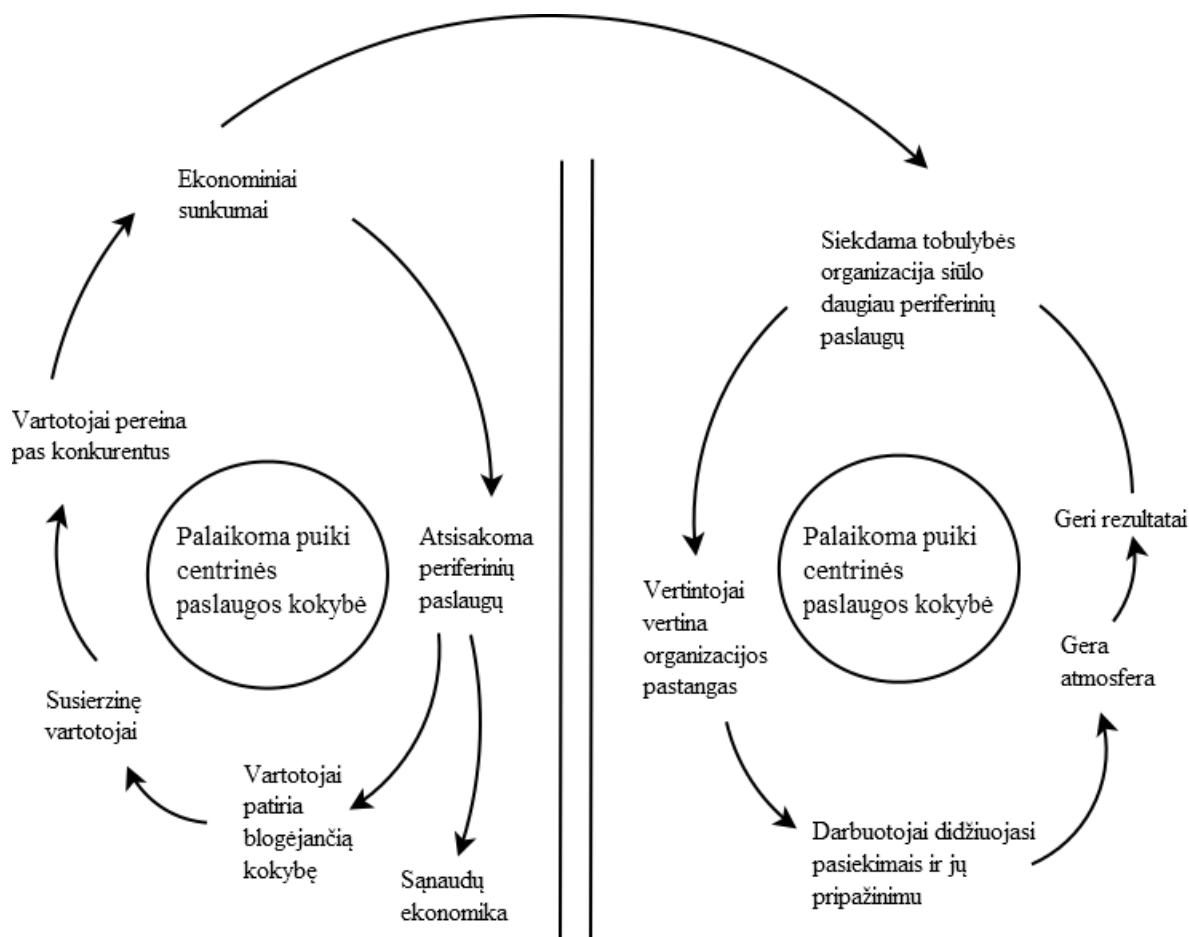 Ekonominiai
sunkumai
Vartotojai pereina
pas konkurentus
Palaikoma puiki
centrinės
paslaugos kokybė
Atsisakoma
periferinių
paslaugų
Susierzinę
vartotojai
Vartotojai
patiria
blogėjančią
kokybę
Sąnaudų
ekonomika
Siekdama tobulybės
organizacija siūlo
daugiau periferinių
paslaugų
Palaikoma puiki
centrinės
paslaugos kokybė
Geri rezultatai
Vertintojai
vertina
organizacijos
pastangas
Gera
atmosfera
Darbuotojai didžiuojasi
pasiekimais ir jų
pripažinimu